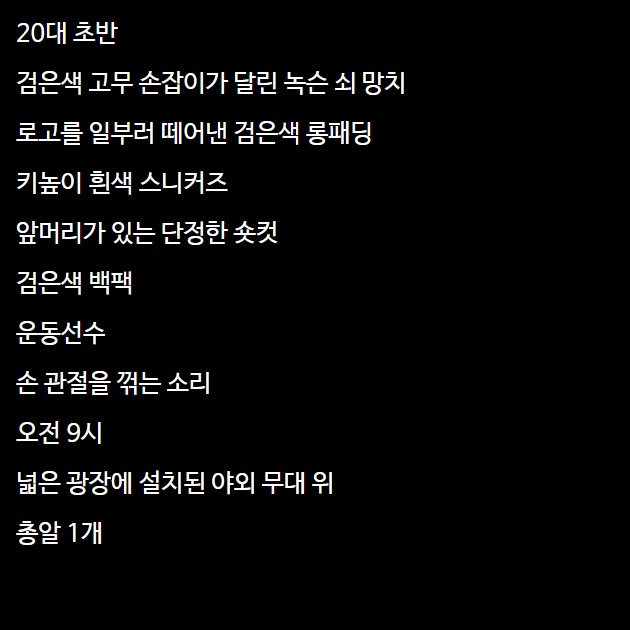 20대 초반
검은색 고무 손잡이가 달린 녹슨 쇠 망치
로고를 일부러 떼어낸 검은색 롱패딩
키높이 흰색 스니커즈
앞머리가 있는 단정한 숏컷
검은색 백팩
운동선수
손 관절을 꺾는 소리
오전 9시
넓은 광장에 설치된 야외 무대 위
총알 1개